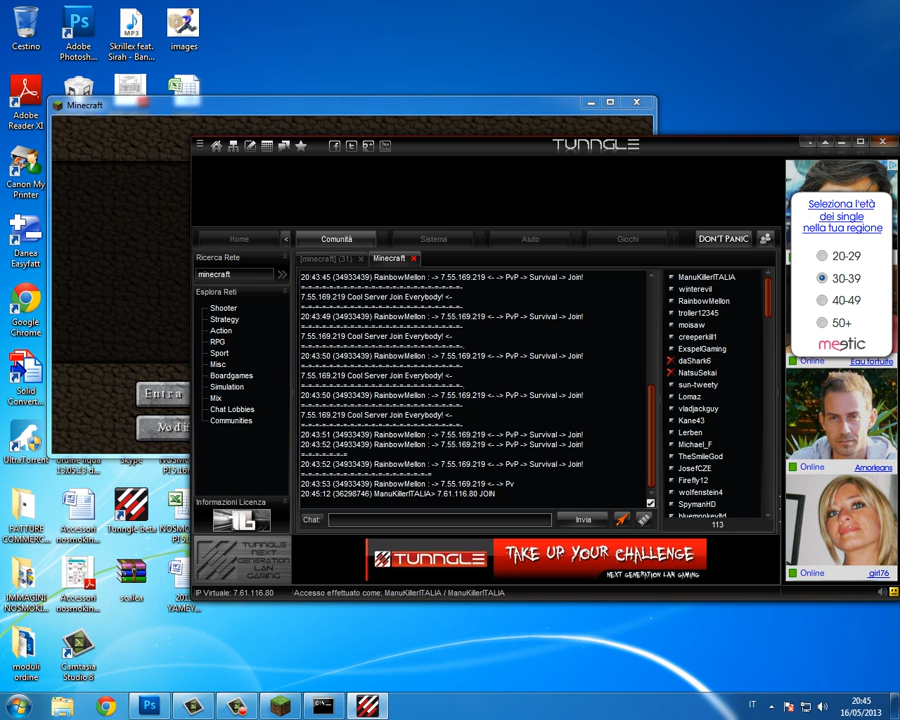 Cestino
Adobe Photosh...
Skrillex feat. Sirah - Ban...
images
Adobe Reader XI
Canon My Printer
Danea Easyfatt
Google Chrome
Solid Convert...
UltraTorrent
Skype
FATTURE COMMERC...
Accessori nosmokin...
Tunngle beta
IMMAGINI NOSMOKI...
Accessori nosmokin...
scalea
moduli ordine
Camtasia Studio 8
Minecraft
Entra
TUNNGLE
Home
<
Comunità
Sistema
Aiuto
Giochi
DON'T PANIC
Ricerca Rete
minecraft
Esplora Reti
Shooter
Strategy
Action
RPG
Sport
Misc
Boardgames
Simulation
Mix
Chat Lobbies
Communities
Informazioni Licenza
TUNNGLE
NEXT
GENERATION
LAN
GAMING
[minecraft] (31)
Minecraft
20:43:45 (34933439) RainbowMellon : -> 7.55.169.219 <- -> PvP -> Survival -> Join!
7.55.169.219 Cool Server Join Everybody! <-
20:43:49 (34933439) RainbowMellon : -> 7.55.169.219 <- -> PvP -> Survival -> Join!
7.55.169.219 Cool Server Join Everybody! <-
20:43:50 (34933439) RainbowMellon : -> 7.55.169.219 <- -> PvP -> Survival -> Join!
7.55.169.219 Cool Server Join Everybody! <-
20:43:50 (34933439) RainbowMellon : -> 7.55.169.219 <- -> PvP -> Survival -> Join!
7.55.169.219 Cool Server Join Everybody! <-
20:43:51 (34933439) RainbowMellon : -> 7.55.169.219 <- -> PvP -> Survival -> Join!
20:43:52 (34933439) RainbowMellon : -> 7.55.169.219 <- -> PvP -> Survival -> Join!
20:43:52 (34933439) RainbowMellon : -> 7.55.169.219 <- -> PvP -> Survival -> Join!
20:43:53 (34933439) RainbowMellon : -> 7.55.169.219 <- -> Pv
20:45:12 (36298746) ManuKillerITALIA> 7.61.116.80 JOIN
Chat:
Invia
ManuKillerITALIA
winterevil
RainbowMellon
troller12345
moisaw
creeperkill1
ExspelGaming
daShark6
NatsuSekai
sun-tweety
Lomaz
vladjackguy
Kane43
Lerben
Michael_F
TheSmileGod
JosefCZE
Firefly12
wolfenstein4
SpymanHD
113
TUNNGLE
TAKE UP YOUR CHALLENGE
NEXT GENERATION LAN GAMING
IP Virtuale: 7.61.116.80
Accesso effettuato come: ManuKillerITALIA / ManuKillerITALIA
Seleziona l'età
dei single
nella tua regione
20-29
30-39
40-49
50+
meetic
Online
Eau fortuite
Online
Amorleans
Online
girl76
IT
20:45
16/05/2013